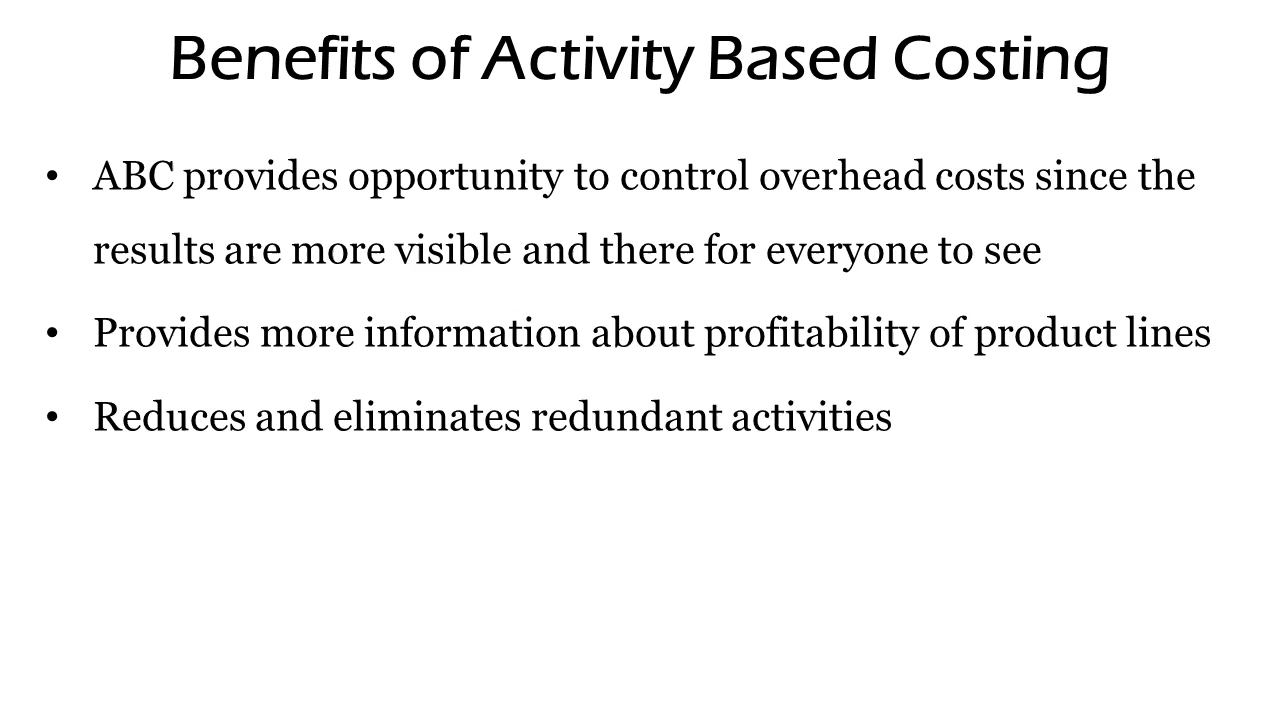 Benefits of Activity Based Costing
• ABC provides opportunity to control overhead costs since the
results are more visible and there for everyone to see
• Provides more information about profitability of product lines
• Reduces and eliminates redundant activities